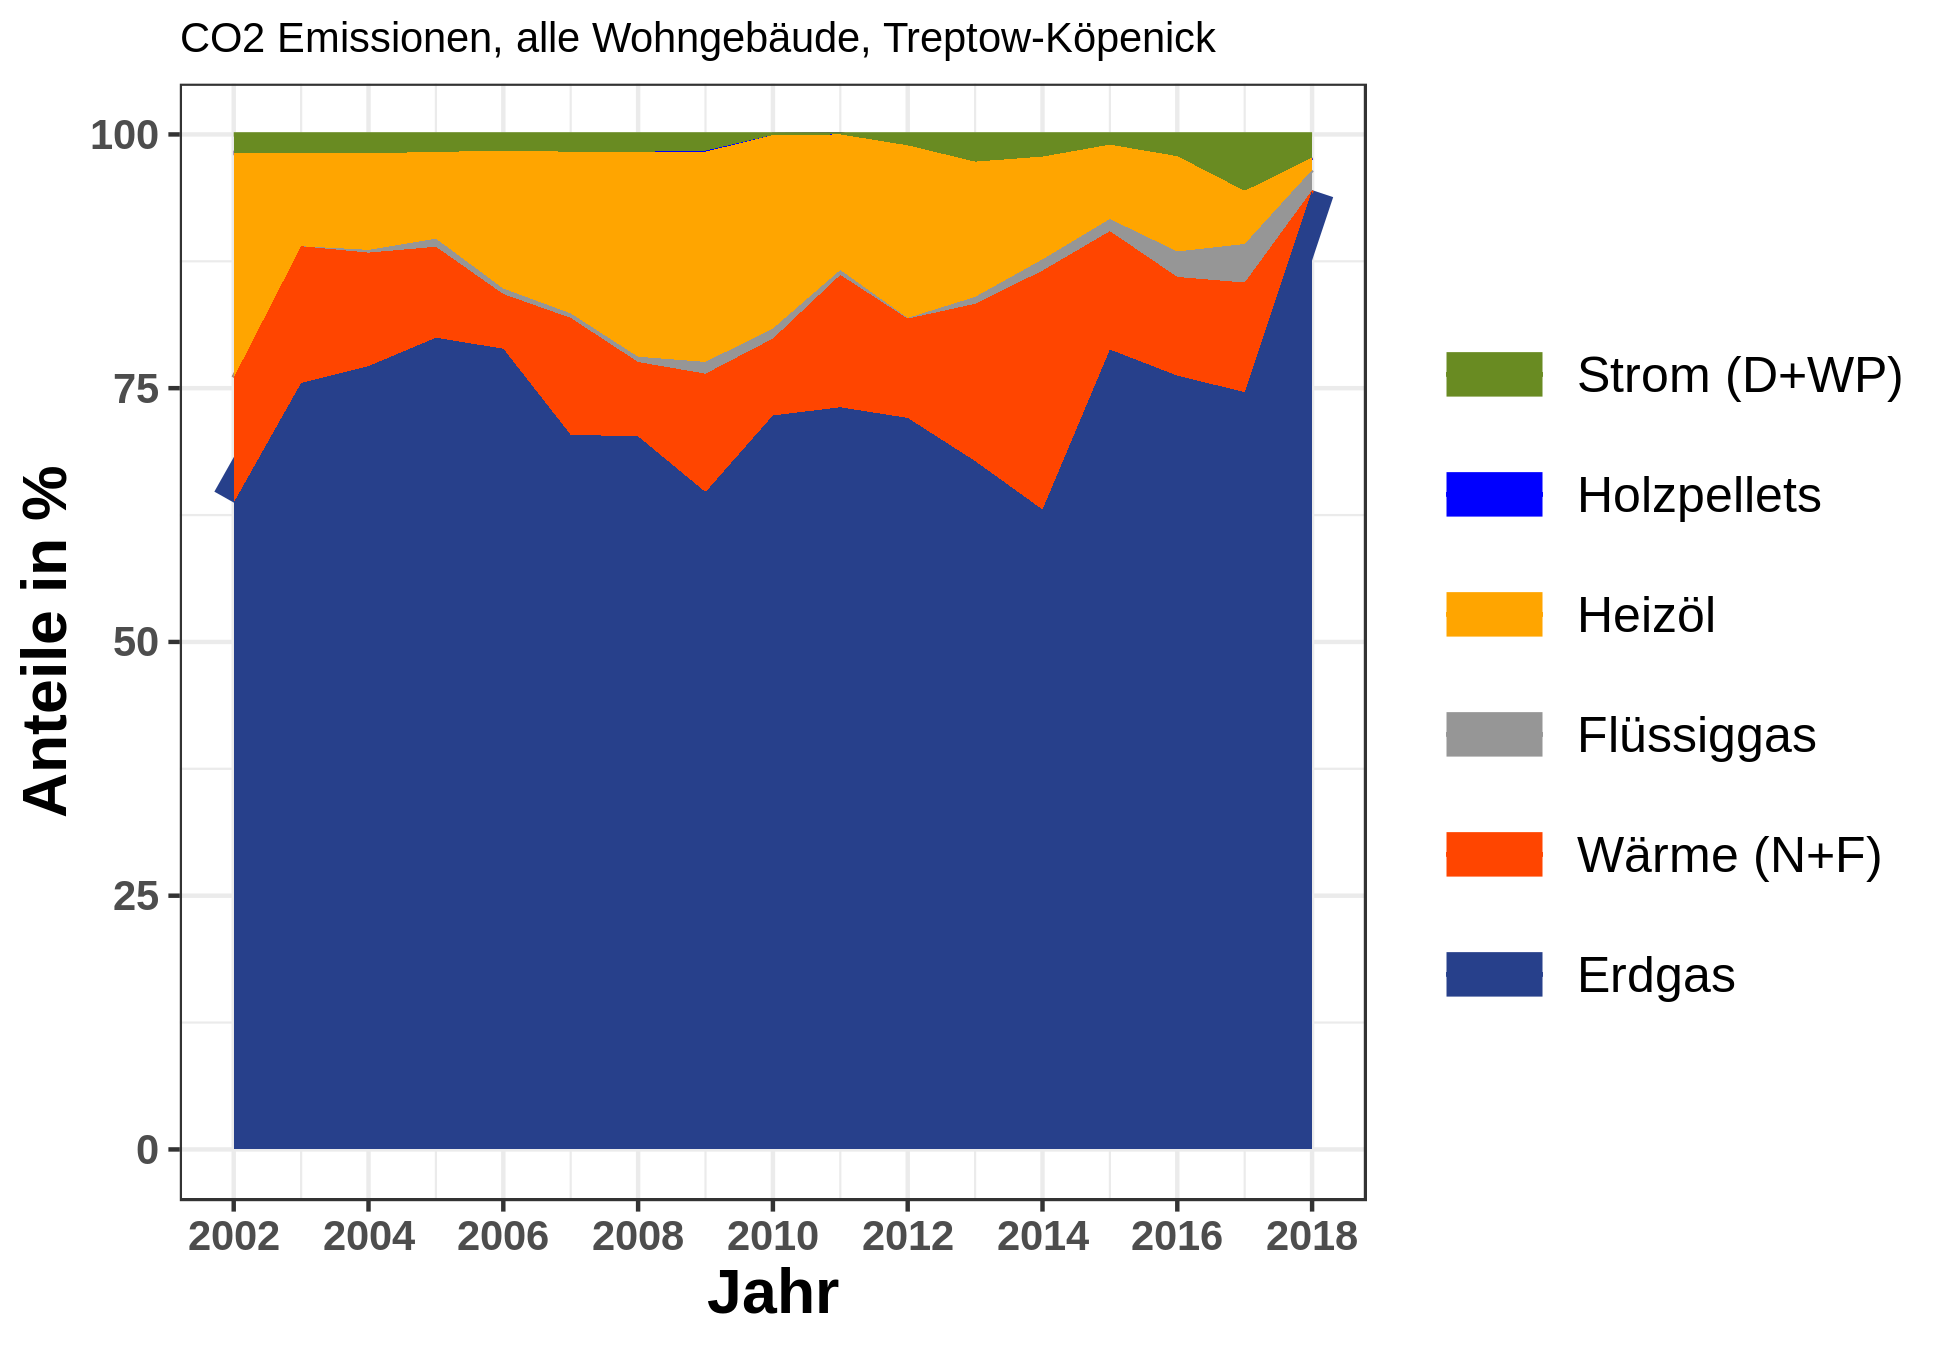 CO2 Emissionen, alle Wohngebäude, Treptow-Köpenick
Anteile in %
100
75
50
25
0
2002 2004 2006 2008 2010 2012 2014 2016 2018
Jahr
Strom (D+WP)
Holzpellets
Heizöl
Flüssiggas
Wärme (N+F)
Erdgas